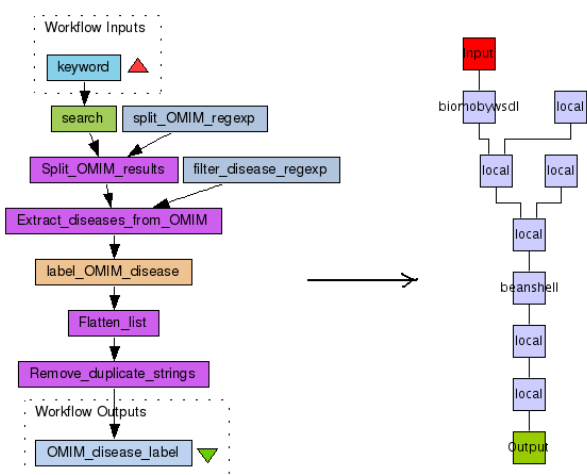 Workflow Inputs
keyword
search
split_OMIM_regexp
Split_OMIM_results
filter_disease_regexp
Extract_diseases_from_OMIM
label_OMIM_disease
Flatten_list
Remove_duplicate_strings
Workflow Outputs
OMIM_disease_label
Input
biomobywsdl
local
local
local
local
beanshell
local
local
Output